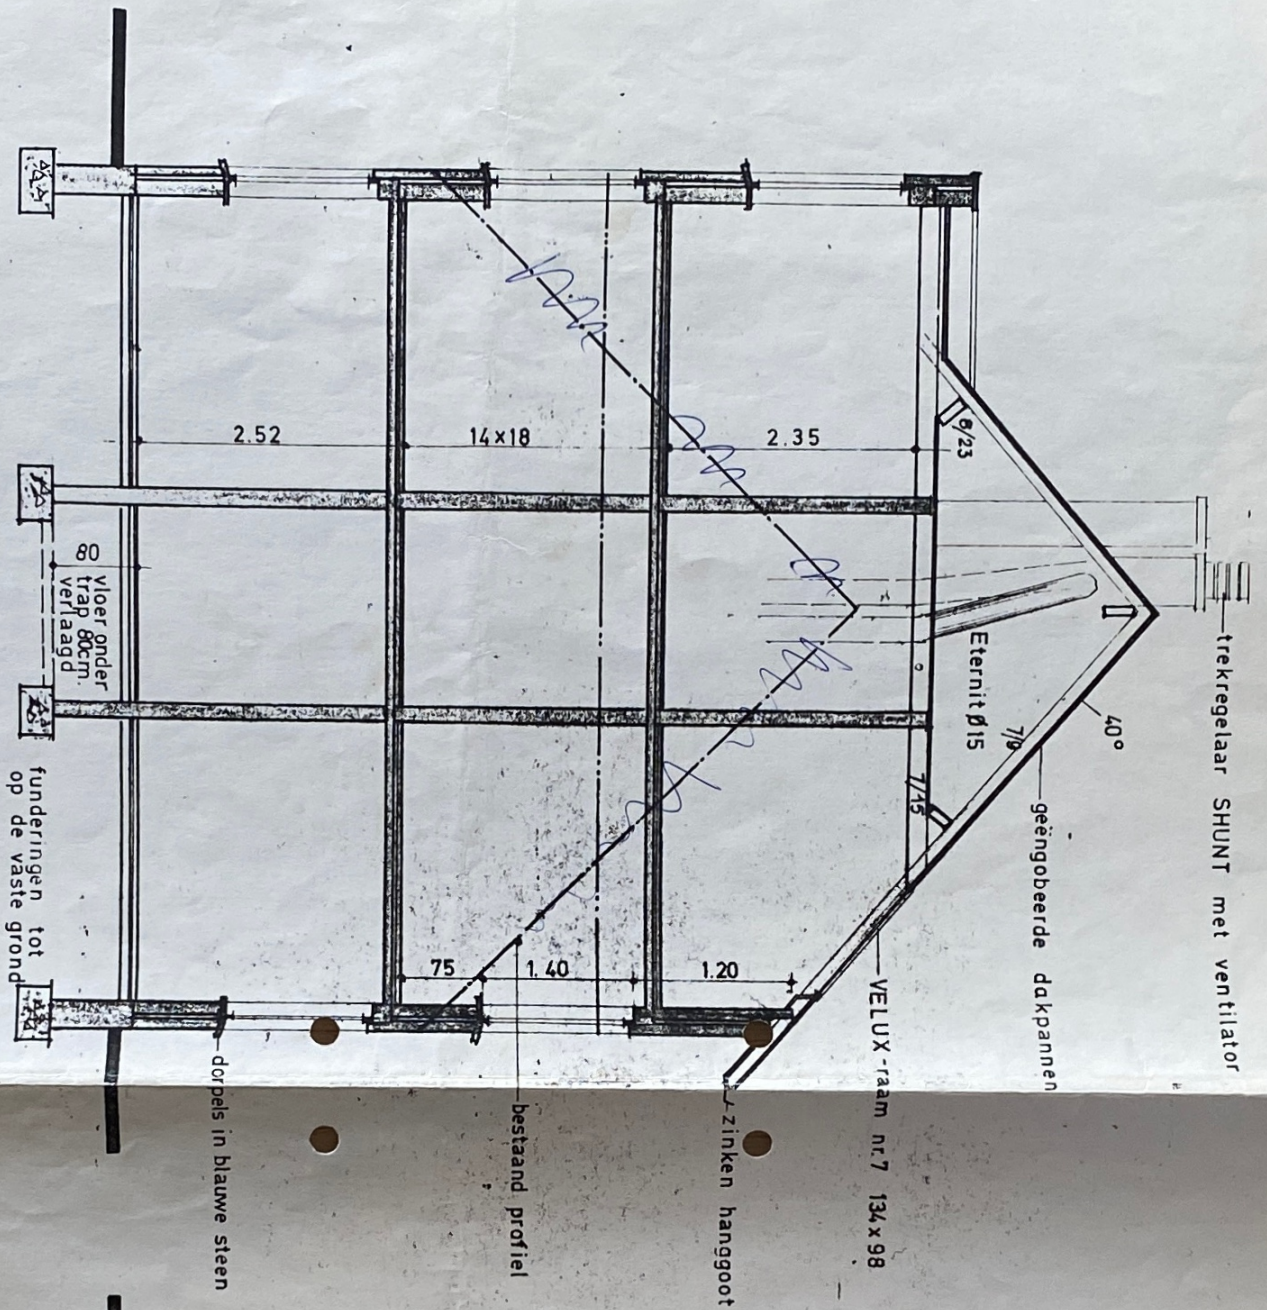 trekregelaar SHUNT met ventilator
40°
geëngobeerde dakpannen
7/9
8/23
Eternit Ø15
7/15
VELUX-raam nr.7 134x98
2.35
1.20
zinken hanggoot
14x18
1.40
75
bestaand profiel
2.52
dorpels in blauwe steen
80
vloer onder
trap 80cm.
verlaagd
funderingen tot
op de vaste grond